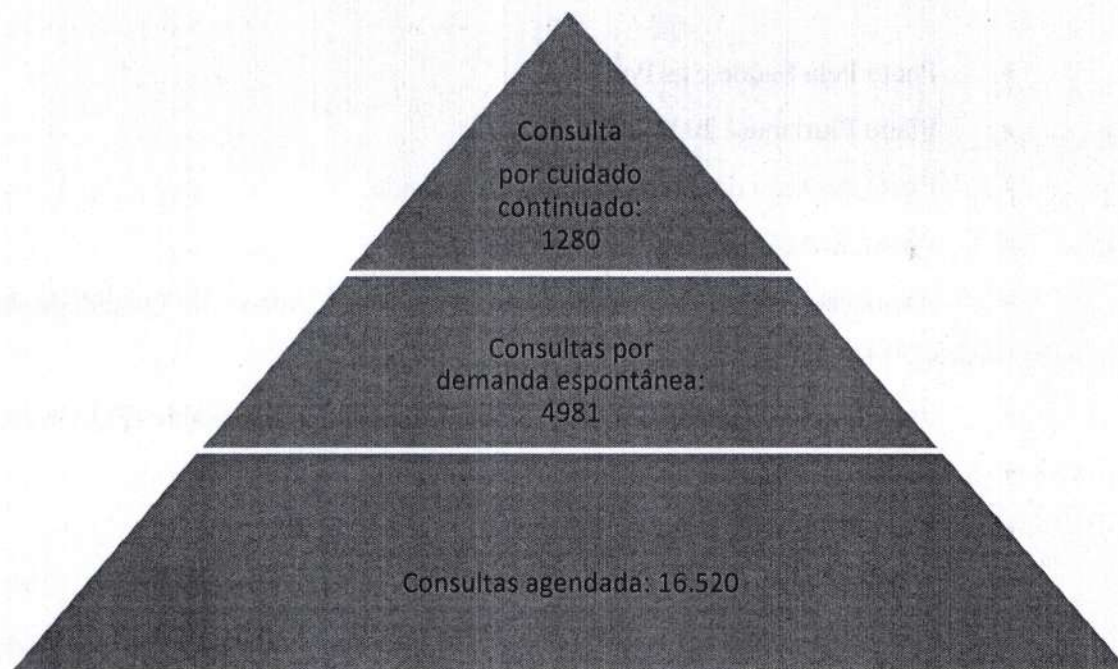 Consulta
por cuidado
continuado:
1280
Consultas por
demanda espontânea:
4981
Consultas agendada: 16.520